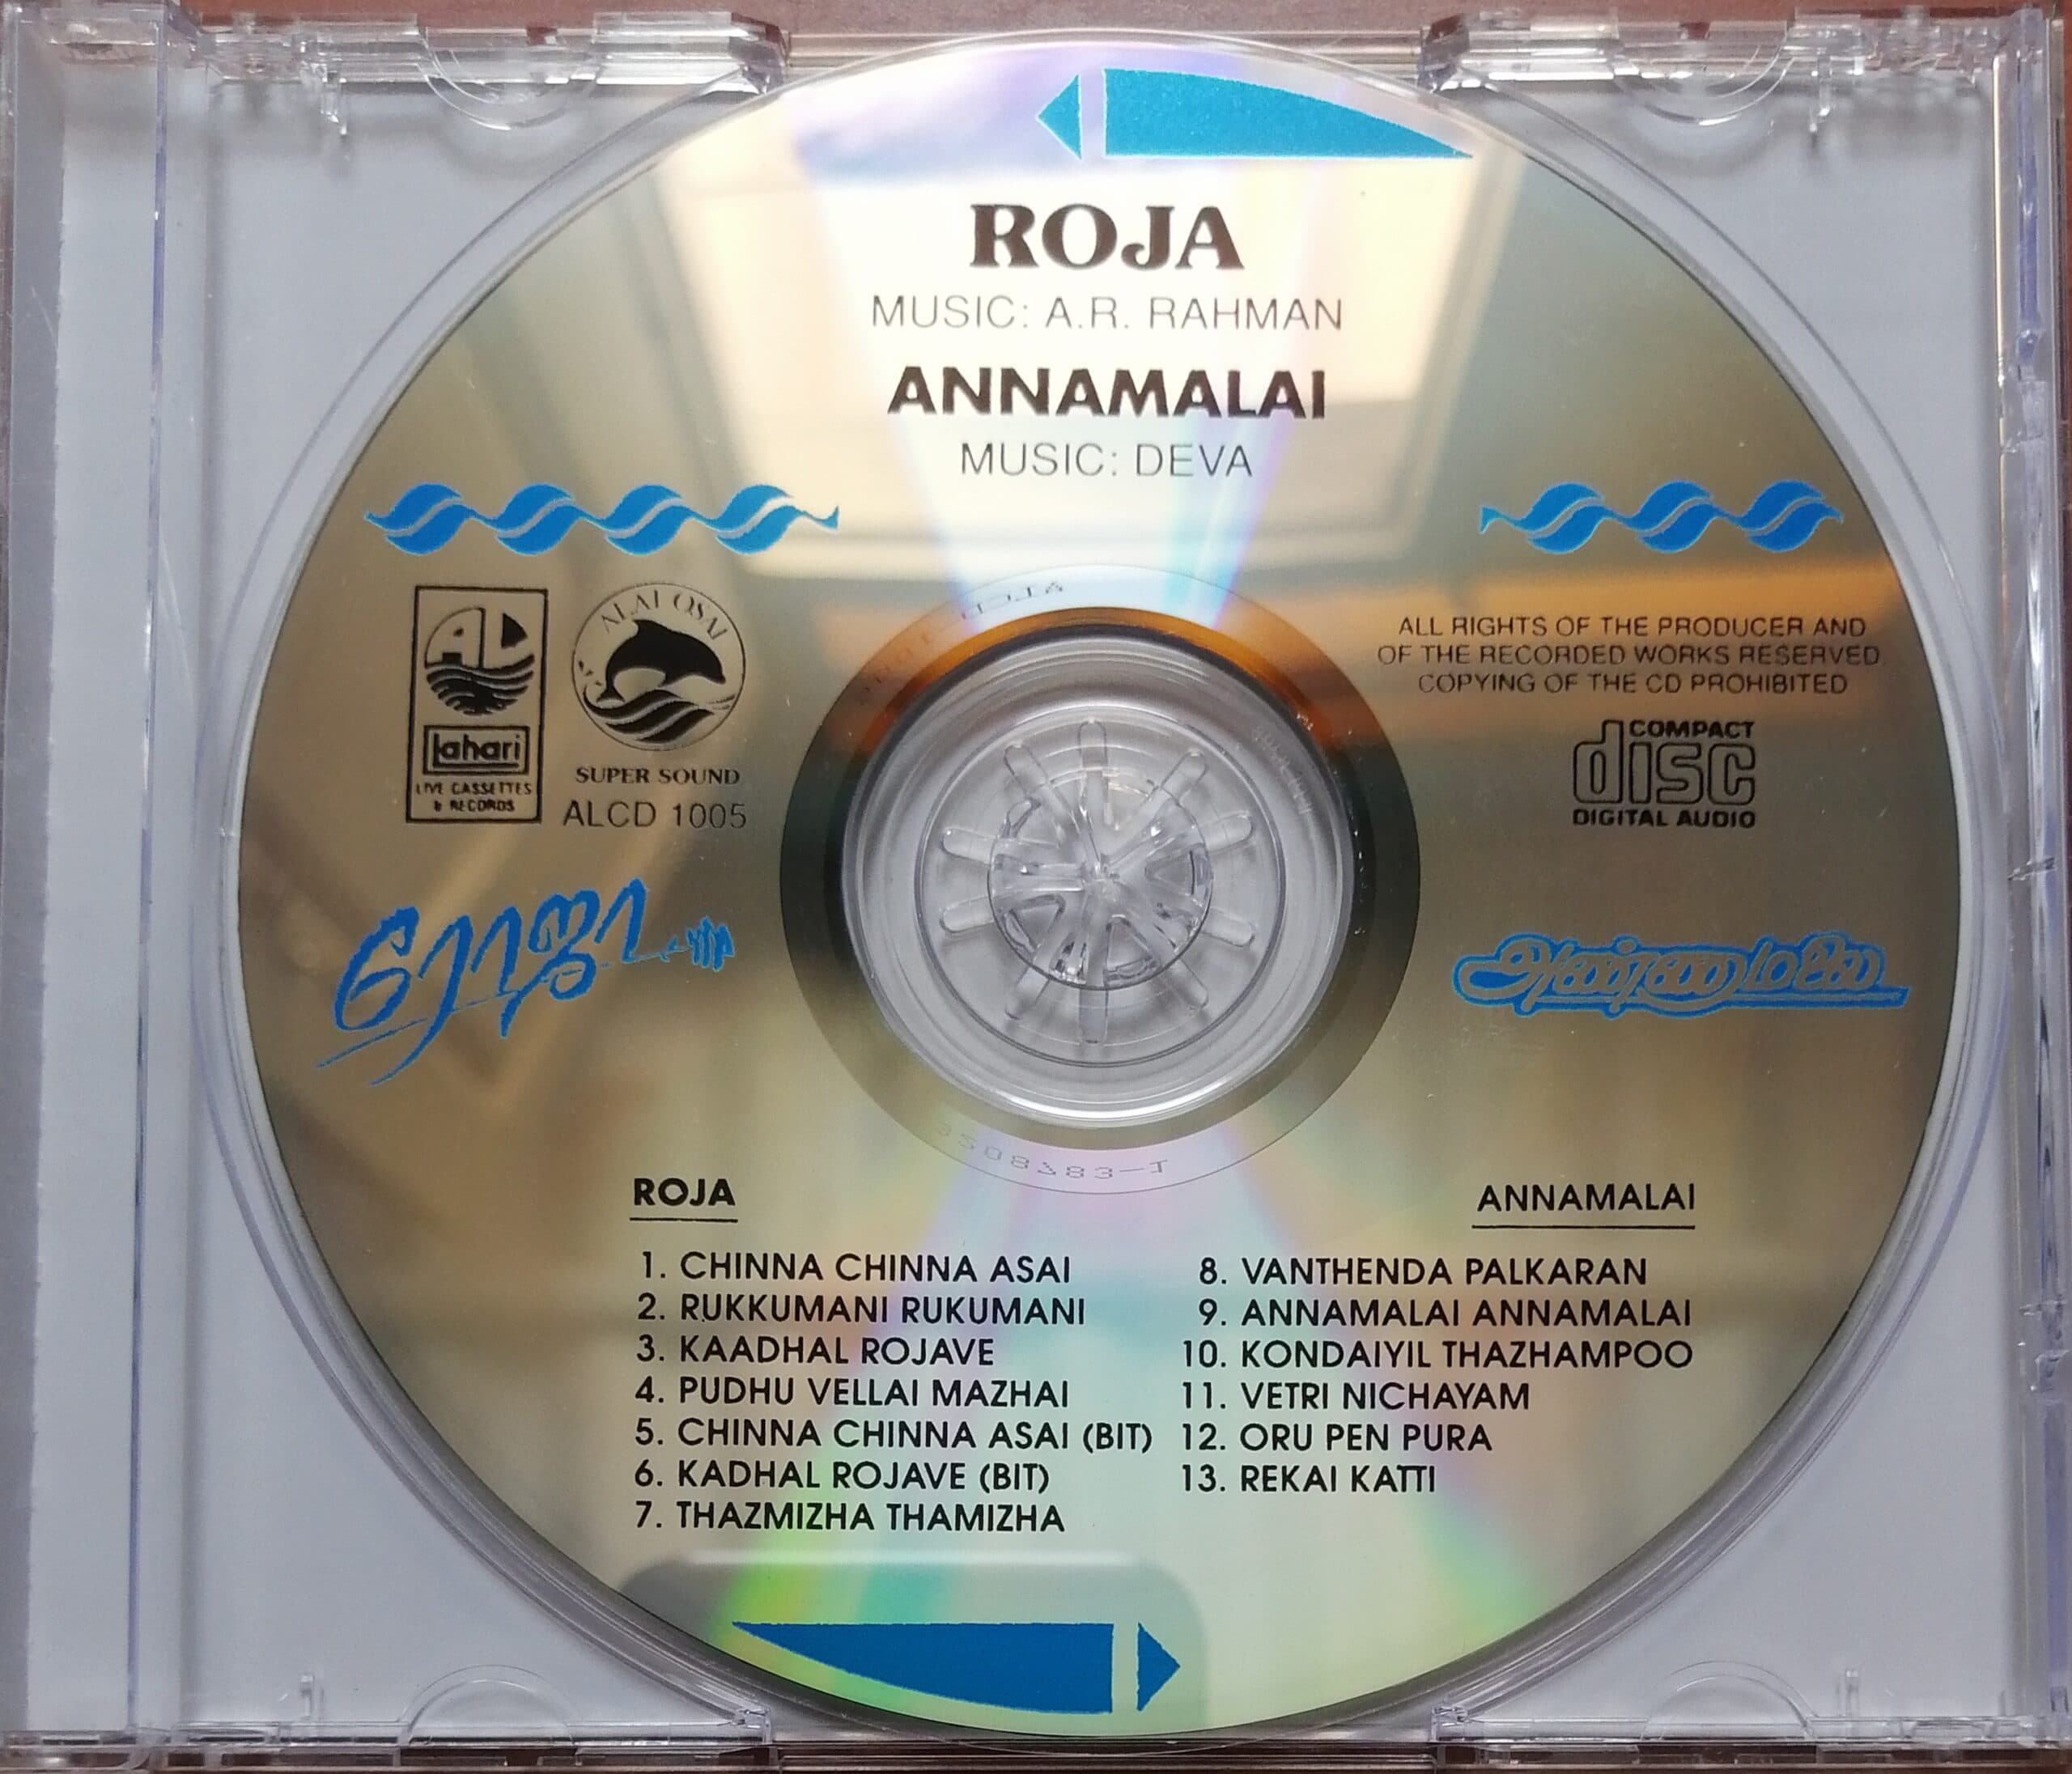 ROJA
MUSIC: A.R. RAHMAN
ANNAMALAI
MUSIC: DEVA
AL
lahari
LIVE CASSETTES
& RECORDS
ALAI OSAI
SUPER SOUND
ALCD 1005
ALL RIGHTS OF THE PRODUCER AND
OF THE RECORDED WORKS RESERVED.
COPYING OF THE CD PROHIBITED
COMPACT
disc
DIGITAL AUDIO
ரோஜா
அண்ணாமலை
ROJA
1. CHINNA CHINNA ASAI
2. RUKKUMANI RUKUMANI
3. KAADHAL ROJAVE
4. PUDHU VELLAI MAZHAI
5. CHINNA CHINNA ASAI (BIT)
6. KADHAL ROJAVE (BIT)
7. THAZMIZHA THAMIZHA
ANNAMALAI
8. VANTHENDA PALKARAN
9. ANNAMALAI ANNAMALAI
10. KONDAIYIL THAZHAMPOO
11. VETRI NICHAYAM
12. ORU PEN PURA
13. REKAI KATTI